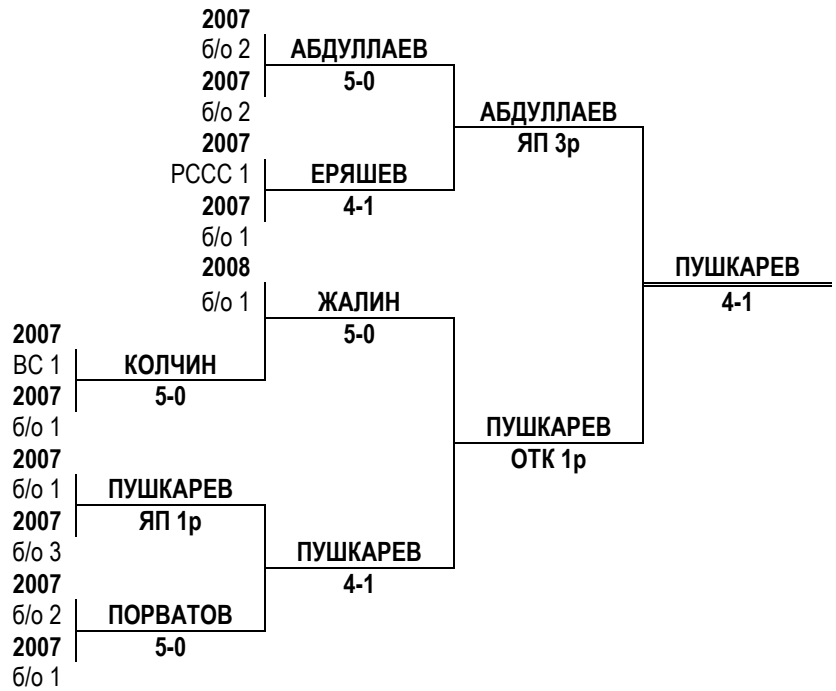 2007
б/о 2
АБДУЛЛАЕВ
2007
5-0
б/о 2
АБДУЛЛАЕВ
2007
ЯП 3р
РССС 1
ЕРЯШЕВ
2007
4-1
б/о 1
2008
ПУШКАРЕВ
б/о 1
ЖАЛИН
4-1
2007
5-0
ВС 1
КОЛЧИН
2007
5-0
б/о 1
ПУШКАРЕВ
2007
ОТК 1р
б/о 1
ПУШКАРЕВ
2007
ЯП 1р
б/о 3
ПУШКАРЕВ
2007
4-1
б/о 2
ПОРВАТОВ
2007
5-0
б/о 1